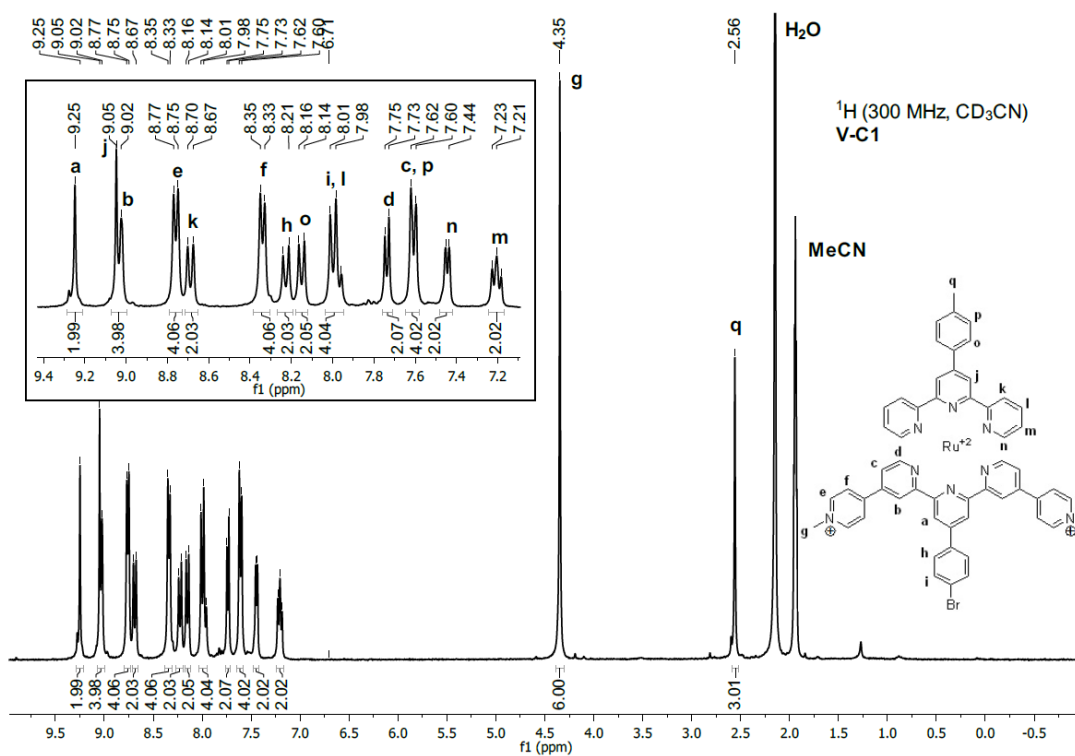 9.25 9.05 9.02 8.77 8.75 8.67 8.35 8.33 8.16 8.14 8.01 7.98 7.75 7.73 7.62 7.60 6.71
4.35
2.56
g
H2O
1H (300 MHz, CD3CN)
V-C1
9.25 9.05 9.02 8.77 8.75 8.70 8.67 8.35 8.33 8.21 8.16 8.14 8.01 7.98 7.75 7.73 7.62 7.60 7.44 7.23 7.21
a j b e k f h o i, l d c, p n m
1.99 3.98 4.06 2.03 4.06 2.03 2.05 4.04 2.07 4.02 2.02 2.02
9.4 9.2 9.0 8.8 8.6 8.4 8.2 8.0 7.8 7.6 7.4 7.2
f1 (ppm)
MeCN
q
q
p
o
j
k
l
N N N
m
n
Ru+2
d
c
N N N
f
e
b
a
N
N
g
h
i
Br
1.99 3.98 4.06 2.03 4.06 2.03 2.05 4.04 2.07 4.02 2.02 2.02
6.00
3.01
9.5 9.0 8.5 8.0 7.5 7.0 6.5 6.0 5.5 5.0 4.5 4.0 3.5 3.0 2.5 2.0 1.5 1.0 0.5 0.0 -0.5
f1 (ppm)